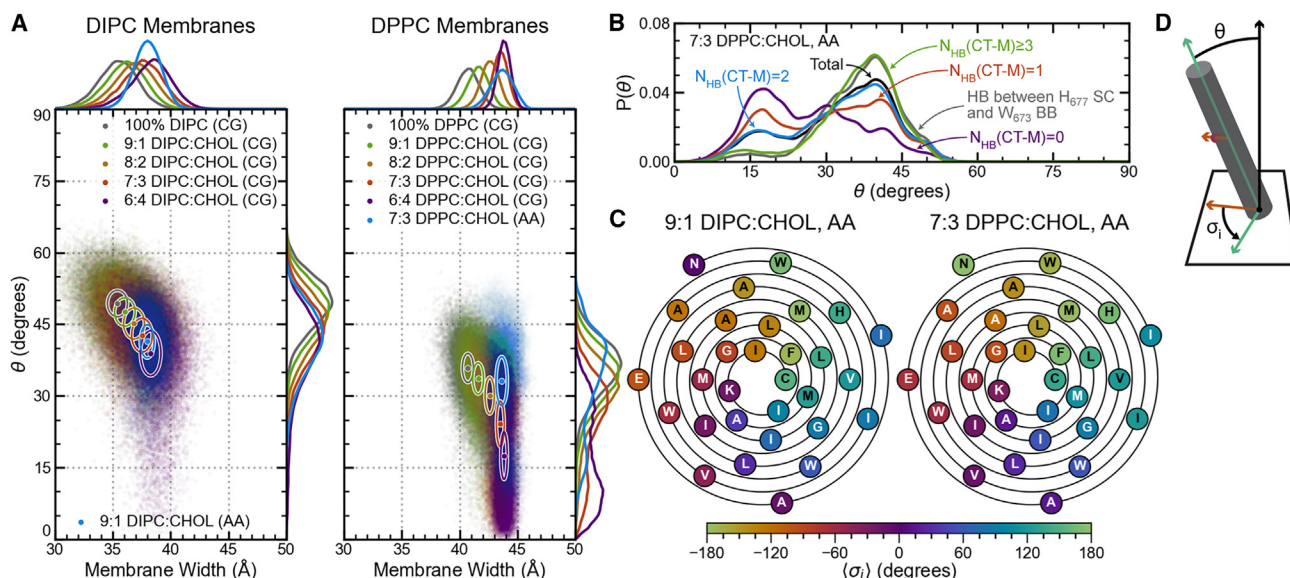 A
DIPC Membranes
DPPC Membranes
90
75
60
45
30
15
0
θ (degrees)
100% DIPC (CG)
9:1 DIPC:CHOL (CG)
8:2 DIPC:CHOL (CG)
7:3 DIPC:CHOL (CG)
6:4 DIPC:CHOL (CG)
9:1 DIPC:CHOL (AA)
30 35 40 45 50
Membrane Width (Å)
100% DPPC (CG)
9:1 DPPC:CHOL (CG)
8:2 DPPC:CHOL (CG)
7:3 DPPC:CHOL (CG)
6:4 DPPC:CHOL (CG)
7:3 DPPC:CHOL (AA)
30 40 45 50
Membrane Width (Å)
B
0.08
0.04
0.00
P(θ)
7:3 DPPC:CHOL, AA
N_HB(CT-M)≥3
Total
N_HB(CT-M)=1
N_HB(CT-M)=2
HB between H₆₇₇ SC
and W₆₇₃ BB
N_HB(CT-M)=0
0 15 30 45 60 75 90
θ (degrees)
C
9:1 DIPC:CHOL, AA
7:3 DPPC:CHOL, AA
N W
A
A M H
A L I
L G I F L
E M K C V
M
W A I I
I I G
L W
V
A
N W
A
A M H
A L I
L G I F L
E M K C V
M
W A I I
I I G
L W
V
A
−180 −120 −60 0 60 120 180
⟨σᵢ⟩ (degrees)
D
θ
σᵢ